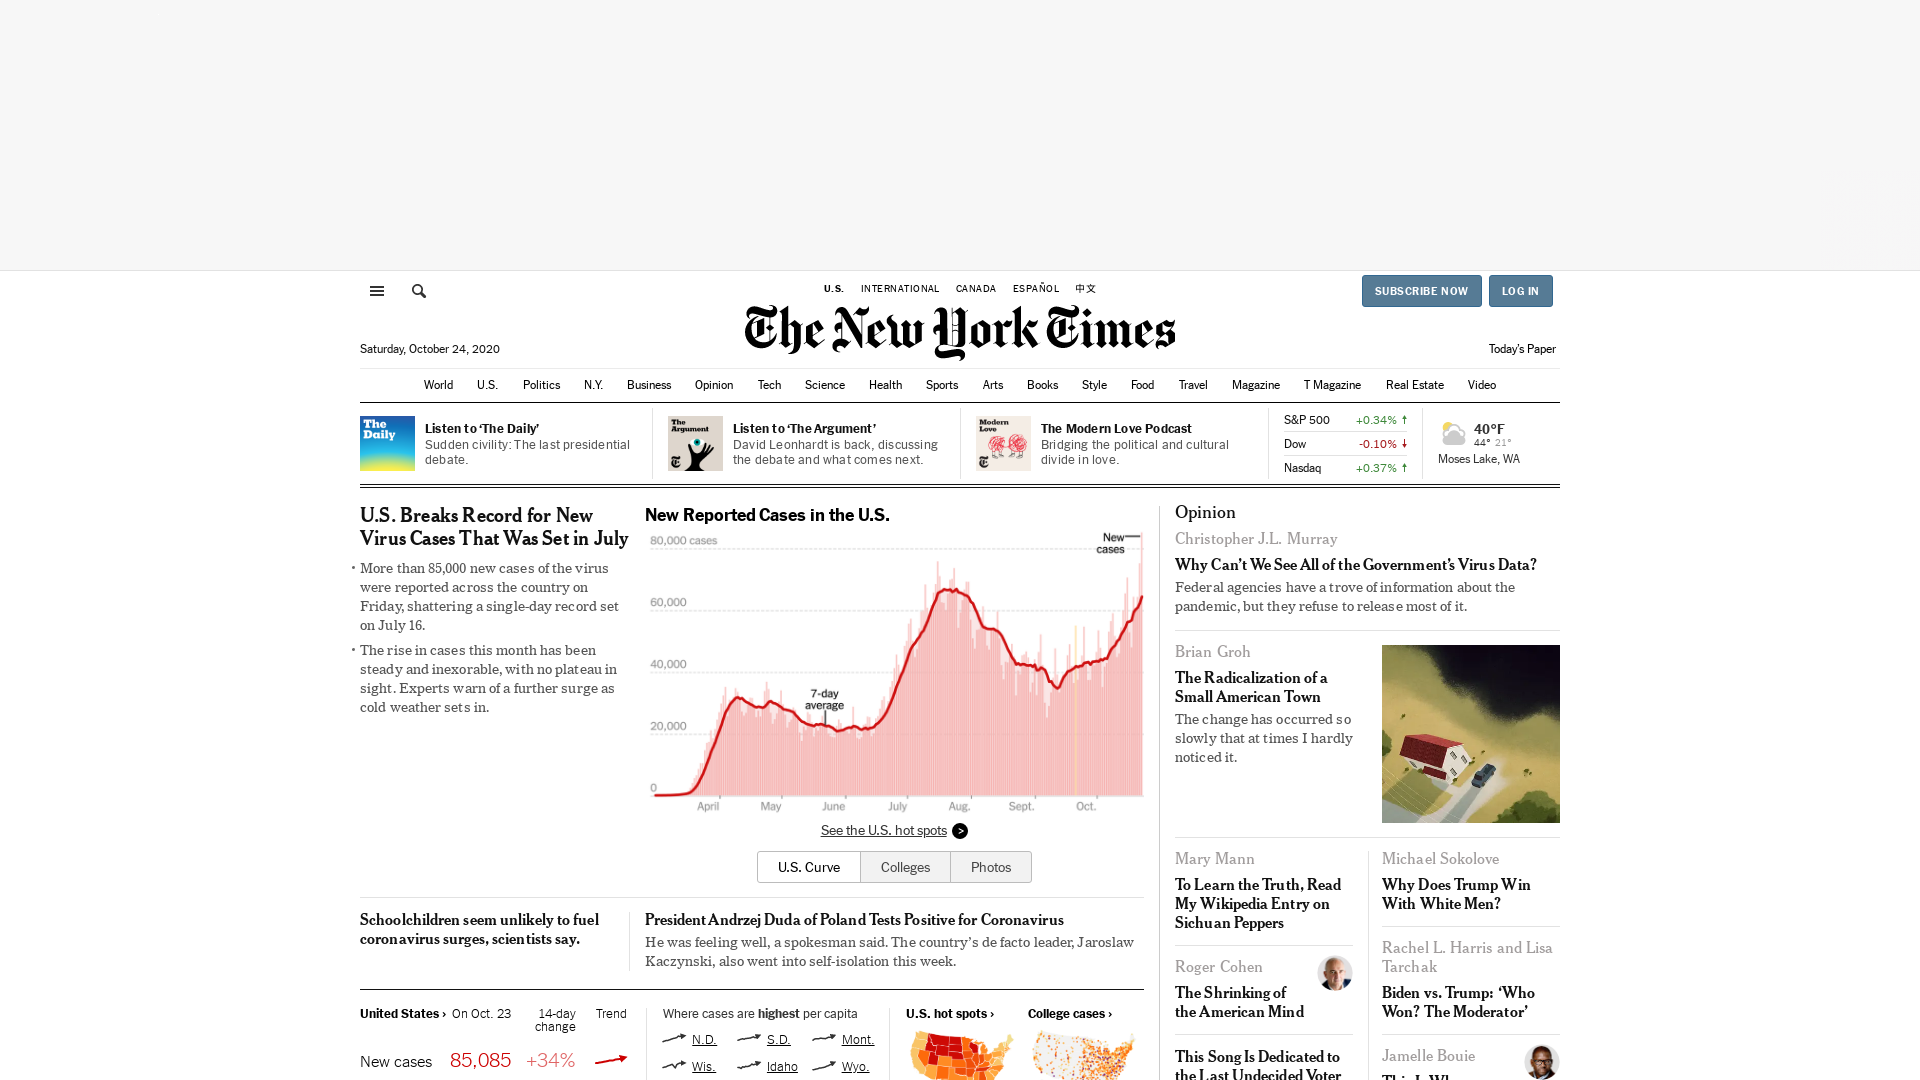 U.S.
INTERNATIONAL
CANADA
ESPAÑOL
中文
SUBSCRIBE NOW
LOG IN
The New York Times
Saturday, October 24, 2020
Today's Paper
World
U.S.
Politics
N.Y.
Business
Opinion
Tech
Science
Health
Sports
Arts
Books
Style
Food
Travel
Magazine
T Magazine
Real Estate
Video
The
Daily
Listen to ‘The Daily’
Sudden civility: The last presidential
debate.
The
Argument
Listen to ‘The Argument’
David Leonhardt is back, discussing
the debate and what comes next.
Modern
Love
The Modern Love Podcast
Bridging the political and cultural
divide in love.
S&P 500 +0.34% ↑
Dow -0.10% ↓
Nasdaq +0.37% ↑
40°F
44° 21°
Moses Lake, WA
U.S. Breaks Record for New
Virus Cases That Was Set in July
• More than 85,000 new cases of the virus
were reported across the country on
Friday, shattering a single-day record set
on July 16.
• The rise in cases this month has been
steady and inexorable, with no plateau in
sight. Experts warn of a further surge as
cold weather sets in.
New Reported Cases in the U.S.
80,000 cases
New
cases
60,000
40,000
7-day
average
20,000
0
April May June July Aug. Sept. Oct.
See the U.S. hot spots >
U.S. Curve
Colleges
Photos
Schoolchildren seem unlikely to fuel
coronavirus surges, scientists say.
President Andrzej Duda of Poland Tests Positive for Coronavirus
He was feeling well, a spokesman said. The country’s de facto leader, Jaroslaw
Kaczynski, also went into self-isolation this week.
United States › On Oct. 23 14-day
change Trend
New cases 85,085 +34%
Where cases are highest per capita
N.D. S.D. Mont.
Wis. Idaho Wyo.
U.S. hot spots ›
College cases ›
Opinion
Christopher J.L. Murray
Why Can’t We See All of the Government’s Virus Data?
Federal agencies have a trove of information about the
pandemic, but they refuse to release most of it.
Brian Groh
The Radicalization of a
Small American Town
The change has occurred so
slowly that at times I hardly
noticed it.
Mary Mann
To Learn the Truth, Read
My Wikipedia Entry on
Sichuan Peppers
Roger Cohen
The Shrinking of
the American Mind
This Song Is Dedicated to
the Last Undecided Voter
Michael Sokolove
Why Does Trump Win
With White Men?
Rachel L. Harris and Lisa
Tarchak
Biden vs. Trump: ‘Who
Won? The Moderator’
Jamelle Bouie